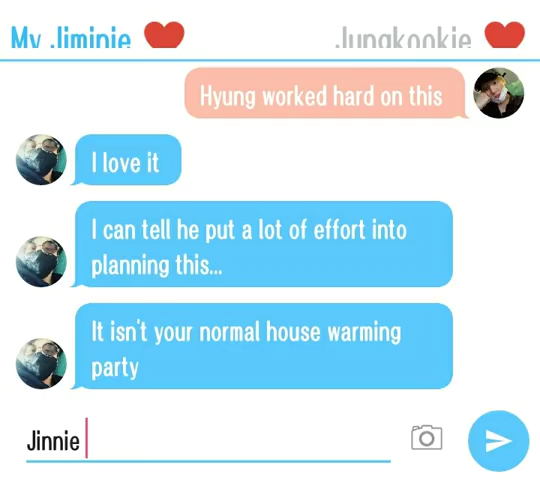 My Jiminie ❤ Jungkookie ❤
Hyung worked hard on this
I love it
I can tell he put a lot of effort into
planning this...
It isn't your normal house warming
party
Jinnie